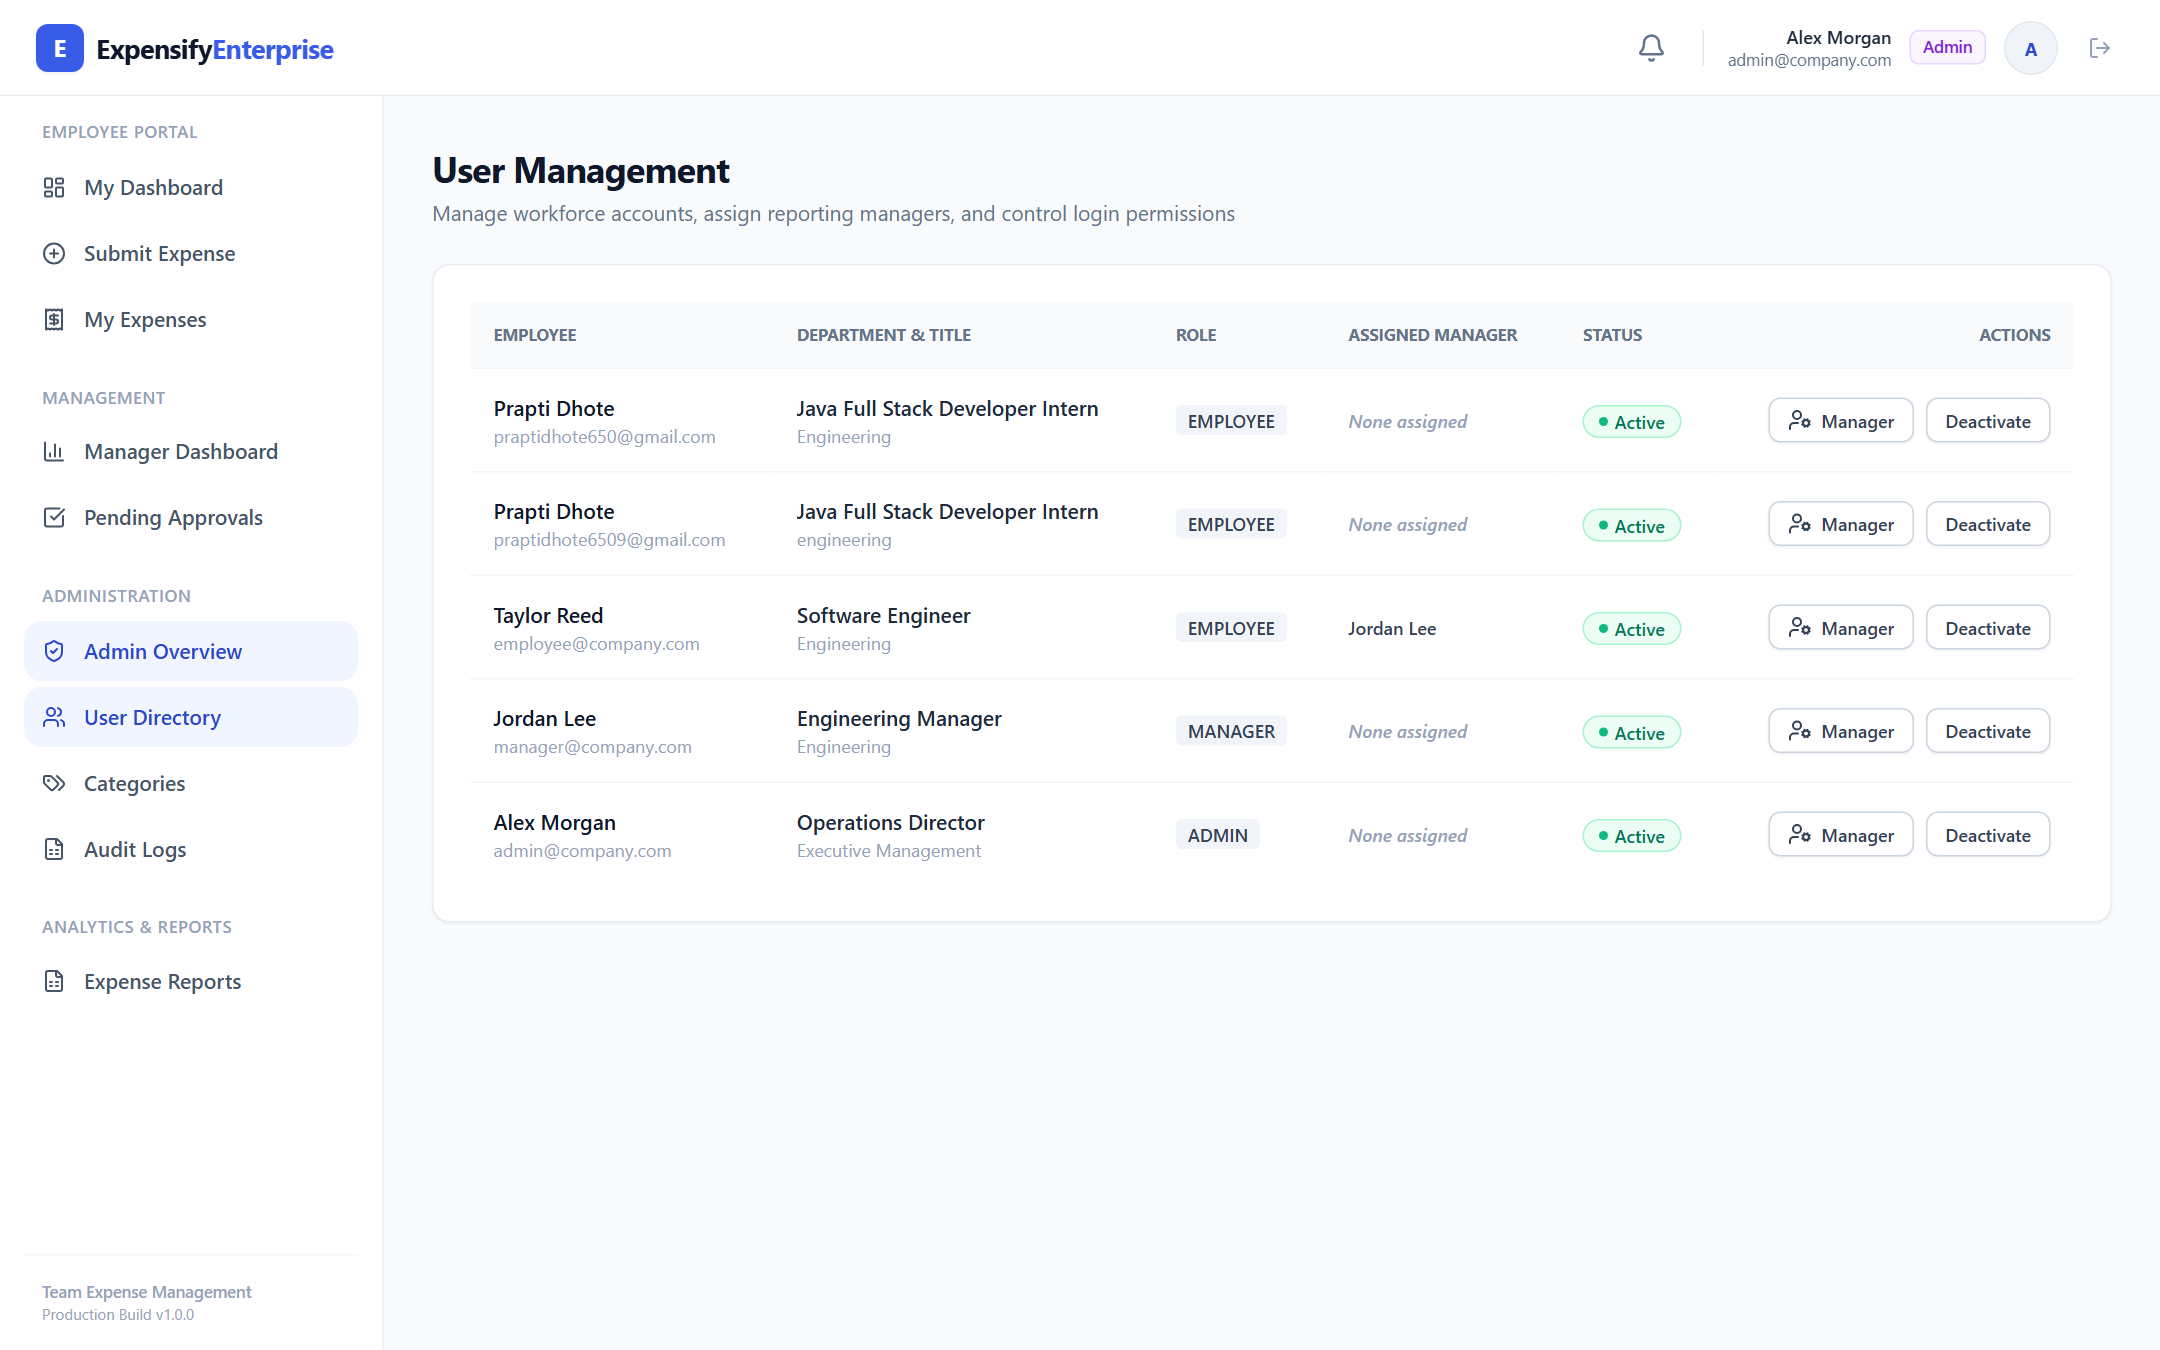 E ExpensifyEnterprise
Alex Morgan
admin@company.com
Admin
A
EMPLOYEE PORTAL
My Dashboard
Submit Expense
My Expenses
MANAGEMENT
Manager Dashboard
Pending Approvals
ADMINISTRATION
Admin Overview
User Directory
Categories
Audit Logs
ANALYTICS & REPORTS
Expense Reports
Team Expense Management
Production Build v1.0.0
User Management
Manage workforce accounts, assign reporting managers, and control login permissions
EMPLOYEE DEPARTMENT & TITLE ROLE ASSIGNED MANAGER STATUS ACTIONS
Prapti Dhote Java Full Stack Developer Intern EMPLOYEE None assigned Active Manager Deactivate
praptidhote650@gmail.com Engineering
Prapti Dhote Java Full Stack Developer Intern EMPLOYEE None assigned Active Manager Deactivate
praptidhote6509@gmail.com engineering
Taylor Reed Software Engineer EMPLOYEE Jordan Lee Active Manager Deactivate
employee@company.com Engineering
Jordan Lee Engineering Manager MANAGER None assigned Active Manager Deactivate
manager@company.com Engineering
Alex Morgan Operations Director ADMIN None assigned Active Manager Deactivate
admin@company.com Executive Management